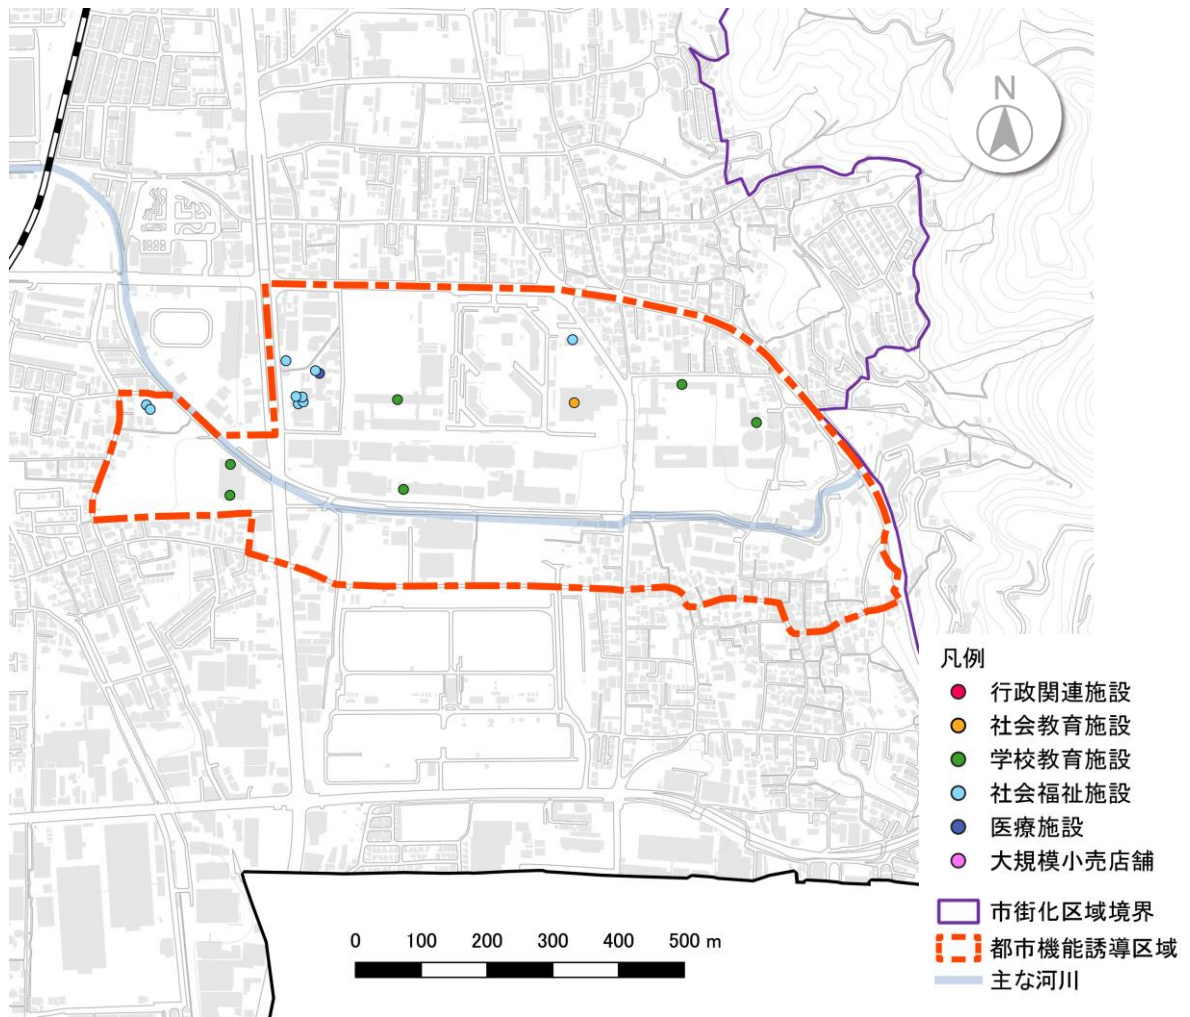 N
凡例
行政関連施設
社会教育施設
学校教育施設
社会福祉施設
医療施設
大規模小売店舗
市街化区域境界
都市機能誘導区域
主な河川
0 100 200 300 400 500 m